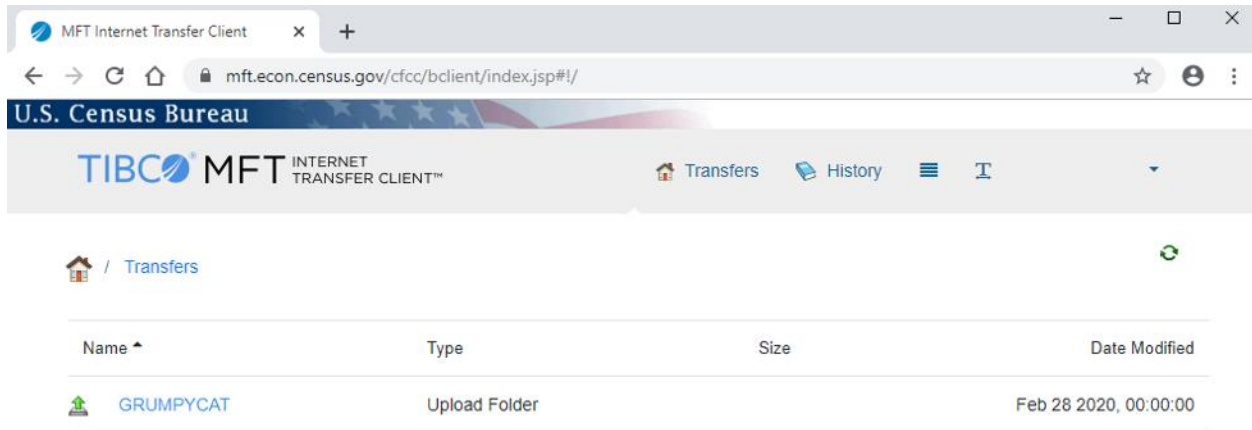 MFT Internet Transfer Client
mft.econ.census.gov/cfcc/bclient/index.jsp#!/
U.S. Census Bureau
TIBCO® MFT INTERNET TRANSFER CLIENT™ Transfers History T
/ Transfers
Name Type Size Date Modified
GRUMPYCAT Upload Folder Feb 28 2020, 00:00:00